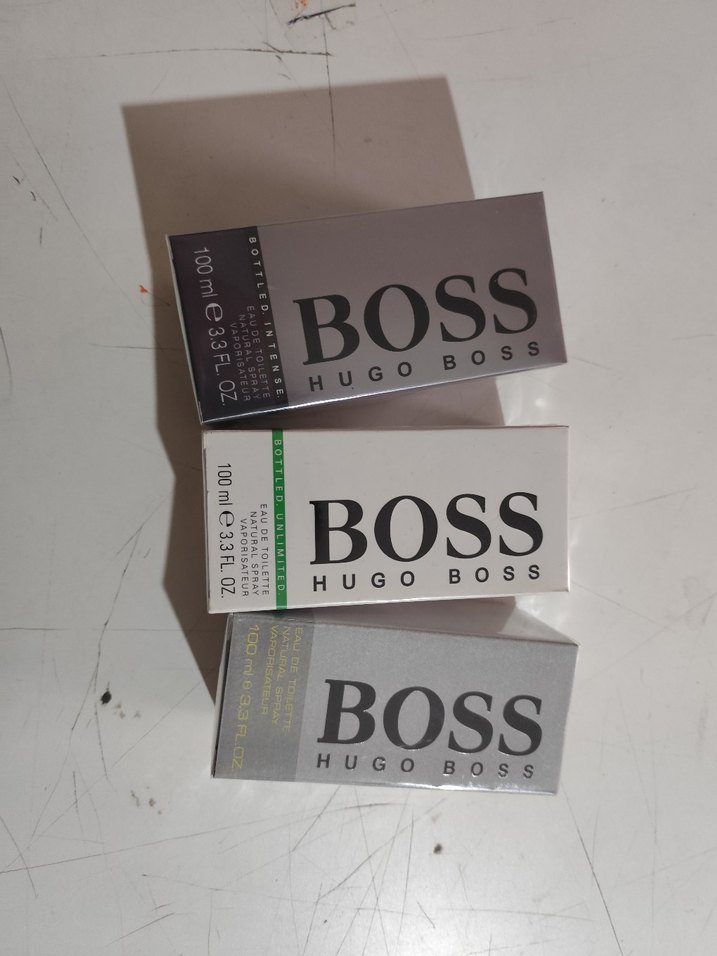 BOTTLED. INTENSE.
EAU DE TOILETTE
NATURAL SPRAY
VAPORISATEUR
100 ml e 3.3 FL. OZ.
BOSS
HUGO BOSS
BOTTLED. UNLIMITED.
EAU DE TOILETTE
NATURAL SPRAY
VAPORISATEUR
100 ml e 3.3 FL. OZ.
BOSS
HUGO BOSS
EAU DE TOILETTE
NATURAL SPRAY
VAPORISATEUR
100 ml e 3.3 FL.OZ
BOSS
HUGO BOSS